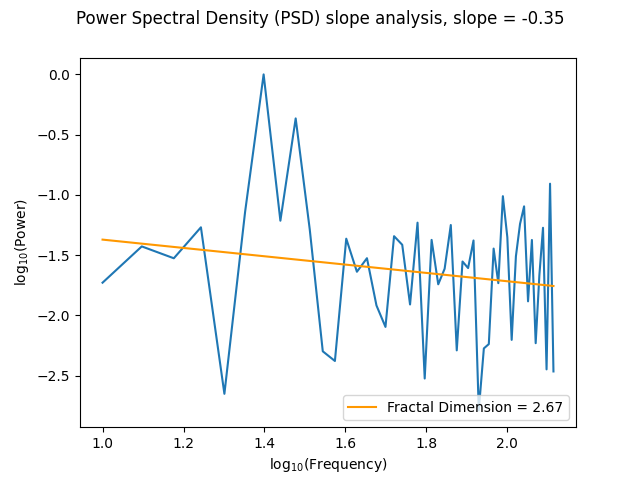 Power Spectral Density (PSD) slope analysis, slope = -0.35
0.0
−0.5
−1.0
−1.5
−2.0
−2.5
log₁₀(Power)
Fractal Dimension = 2.67
1.0 1.2 1.4 1.6 1.8 2.0
log₁₀(Frequency)